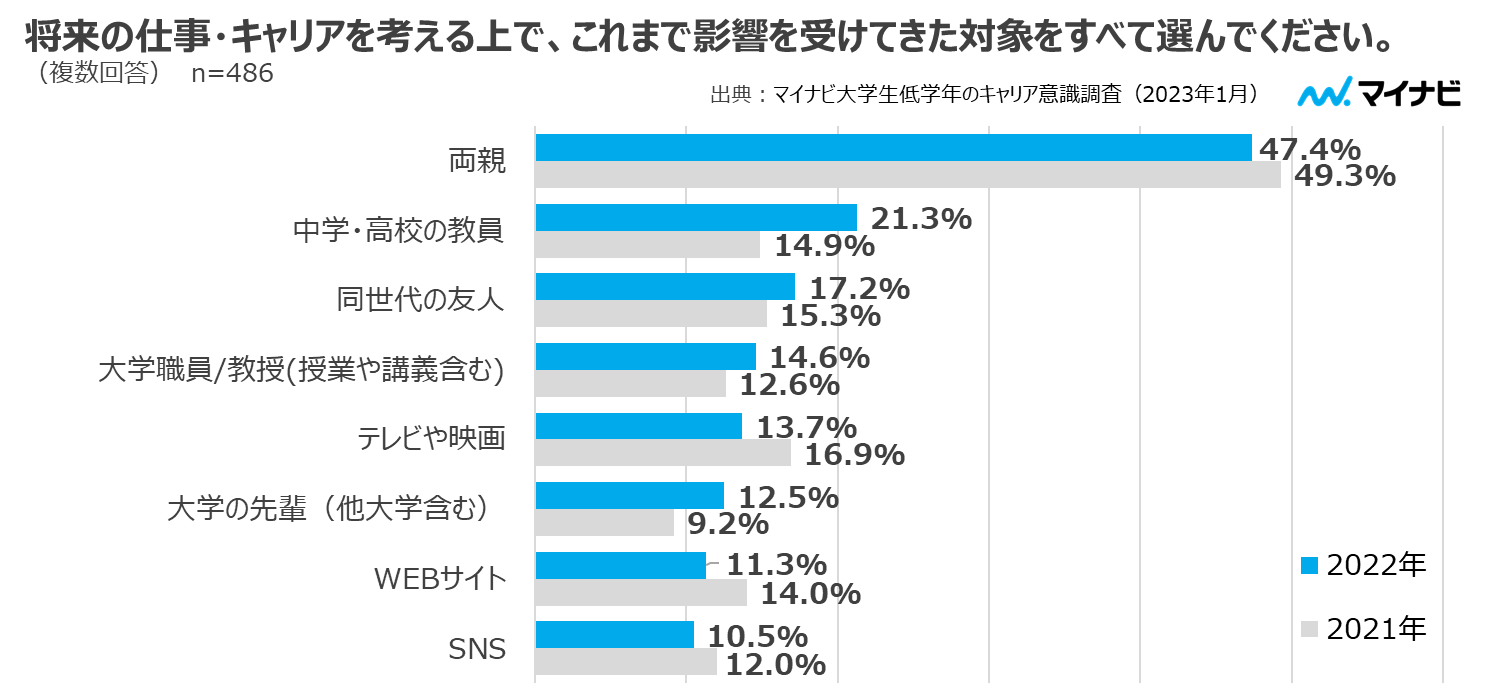 将来の仕事・キャリアを考える上で、これまで影響を受けてきた対象をすべて選んでください。
（複数回答） n=486
出典：マイナビ大学生低学年のキャリア意識調査（2023年1月）
マイナビ
両親
47.4%
49.3%
中学・高校の教員
21.3%
14.9%
同世代の友人
17.2%
15.3%
大学職員/教授(授業や講義含む)
14.6%
12.6%
テレビや映画
13.7%
16.9%
大学の先輩（他大学含む）
12.5%
9.2%
WEBサイト
11.3%
14.0%
SNS
10.5%
12.0%
2022年
2021年